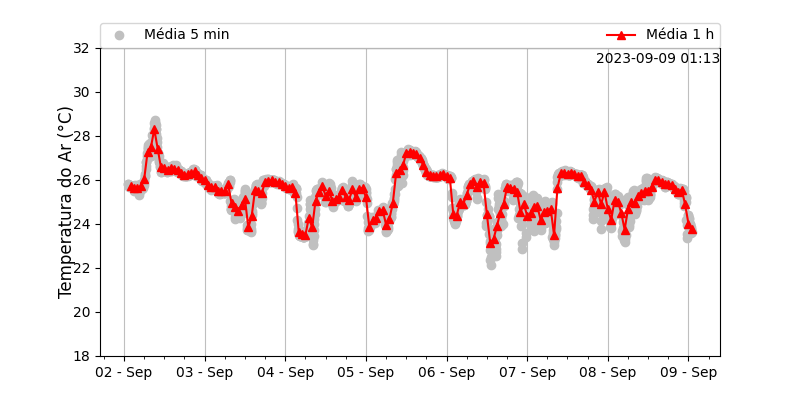 Média 5 min
Média 1 h
2023-09-09 01:13
Temperatura do Ar (°C)
32
30
28
26
24
22
20
18
02 - Sep
03 - Sep
04 - Sep
05 - Sep
06 - Sep
07 - Sep
08 - Sep
09 - Sep